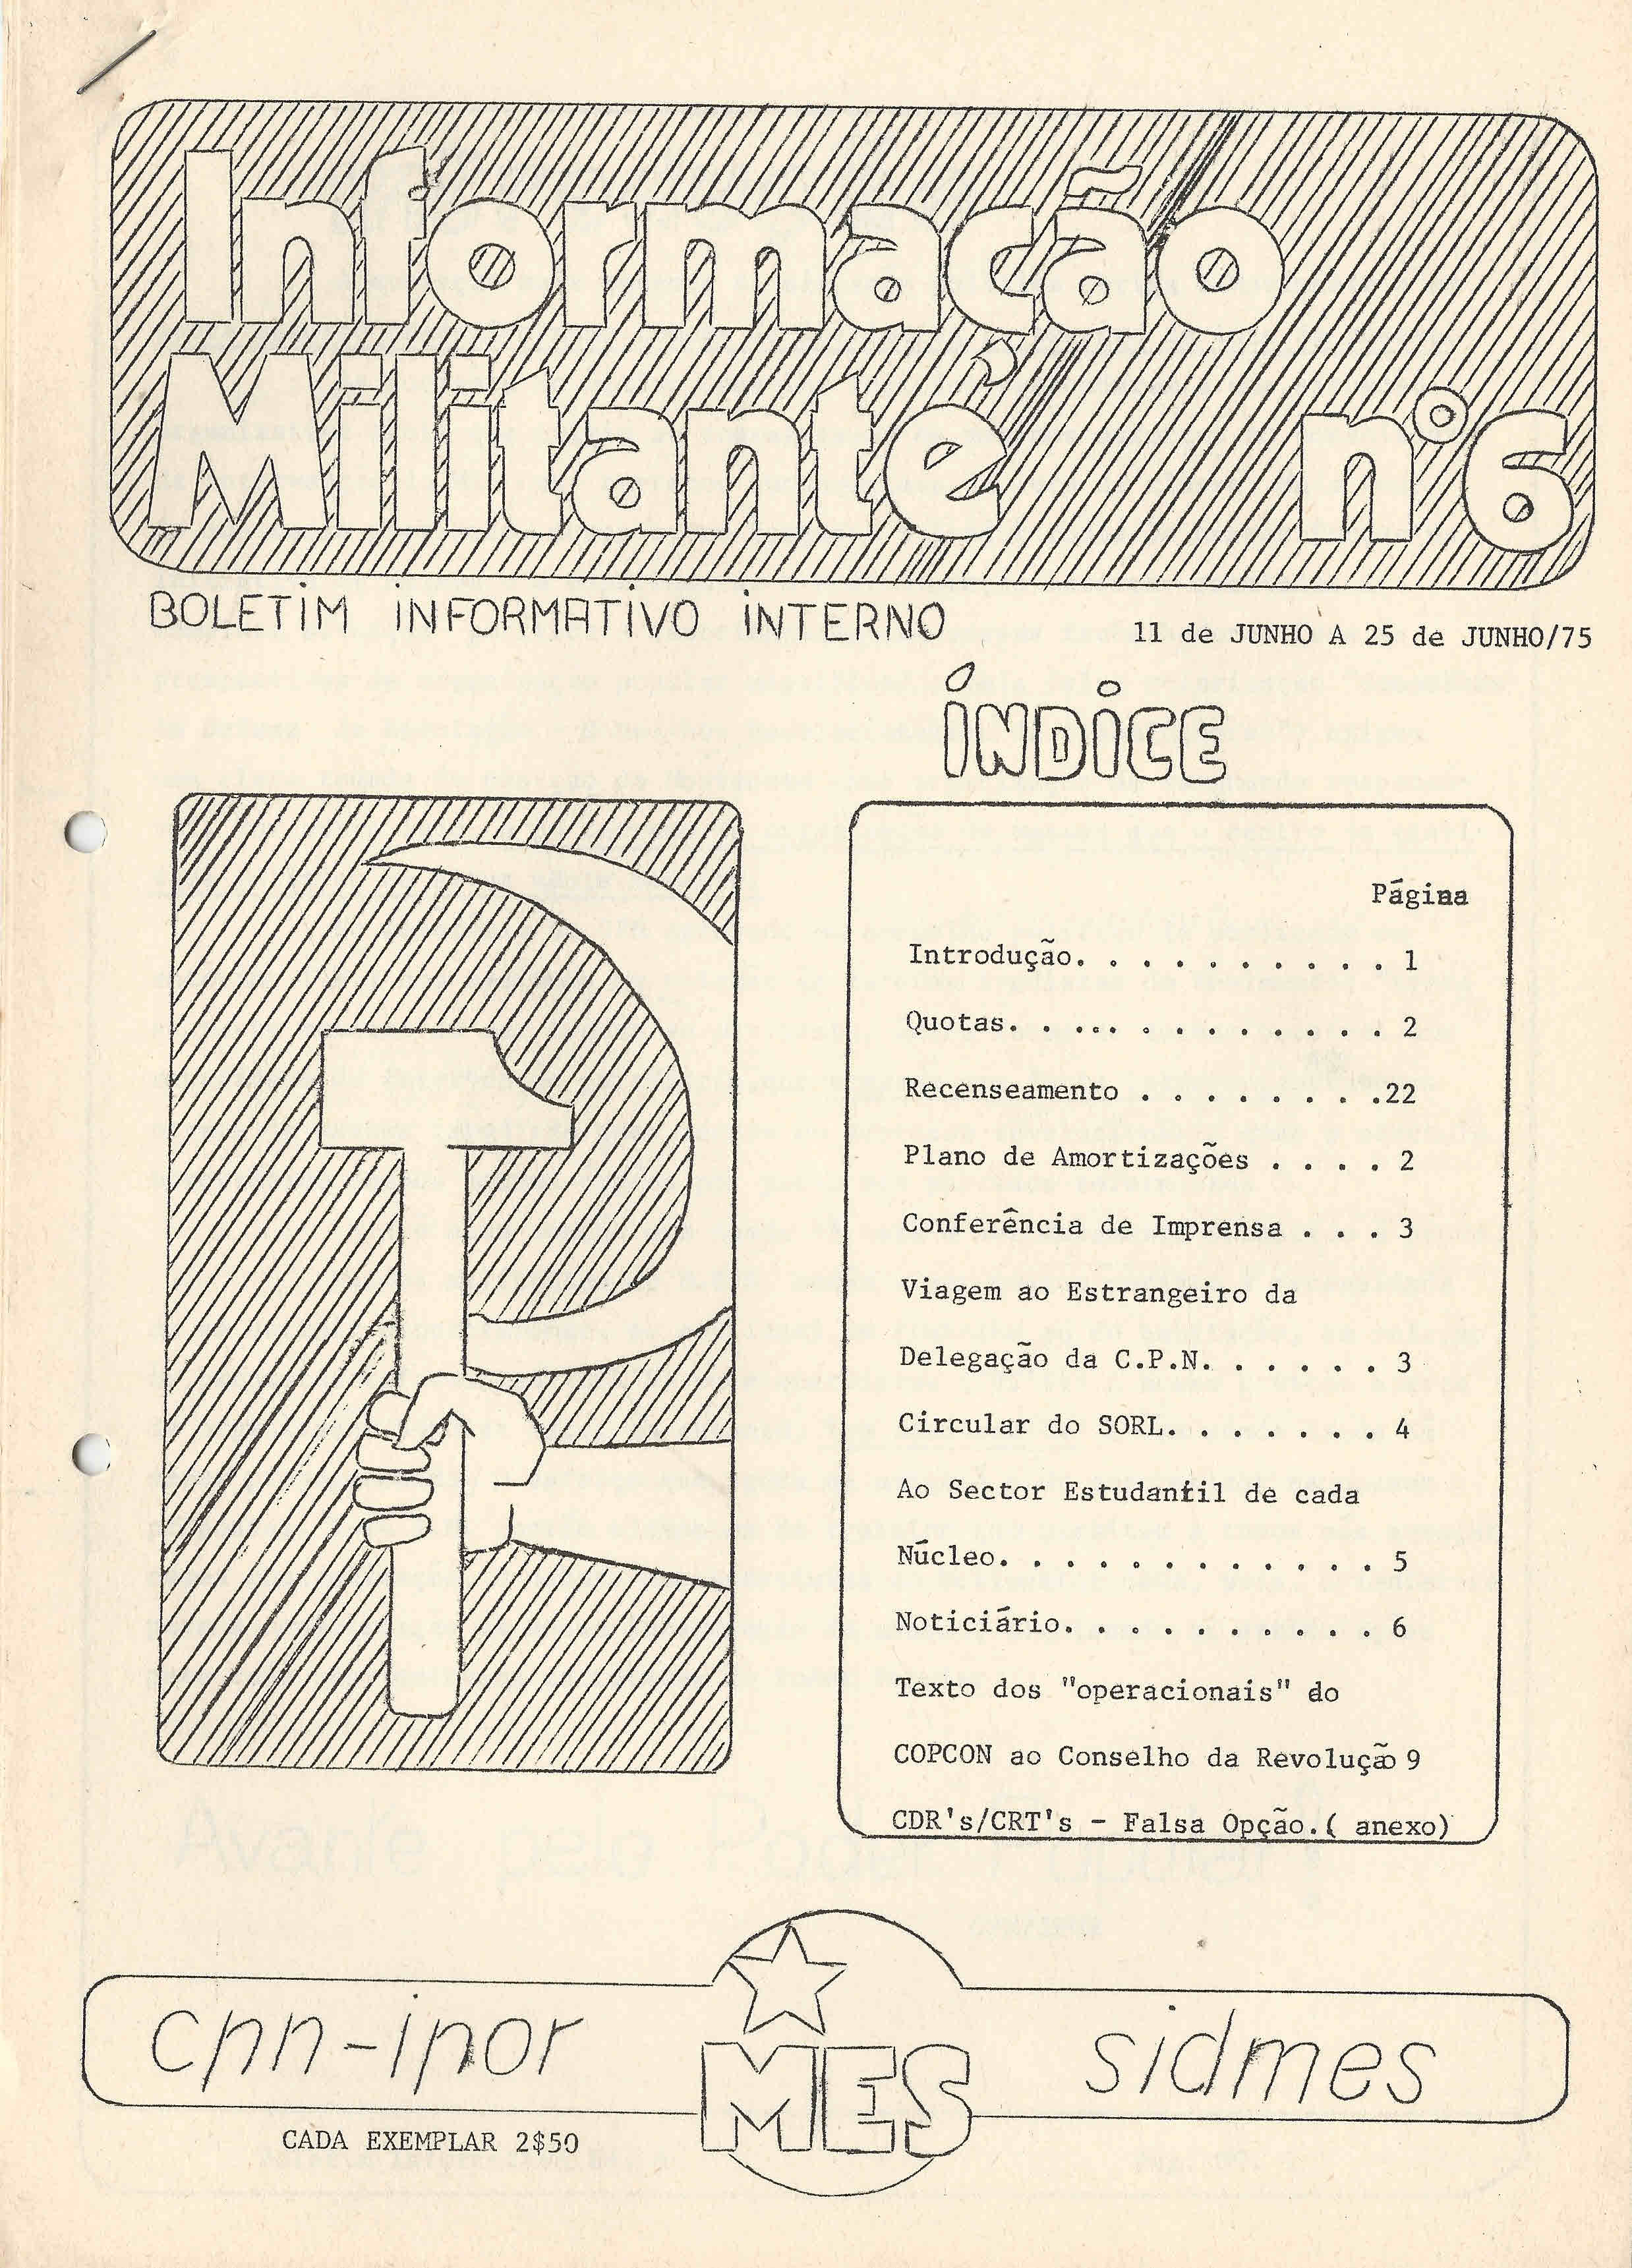 Informação
Militante nº6
BOLETIM INFORMATIVO INTERNO
11 de JUNHO A 25 de JUNHO/75
ÍNDICE
Página
Introdução. . . . . . . . . . 1
Quotas. . .... . . . . . . . . 2
Recenseamento . . . . . . . .22
Plano de Amortizações . . . . 2
Conferência de Imprensa . . . 3
Viagem ao Estrangeiro da
Delegação da C.P.N. . . . . . 3
Circular do SORL. . . . . . . 4
Ao Sector Estudantil de cada
Núcleo. . . . . . . . . . . . 5
Noticiário. . . . . . . . . . 6
Texto dos "operacionais" do
COPCON ao Conselho da Revolução 9
CDR's/CRT's - Falsa Opção.( anexo)
cpn-ipor
MES
sidmes
CADA EXEMPLAR 2$50